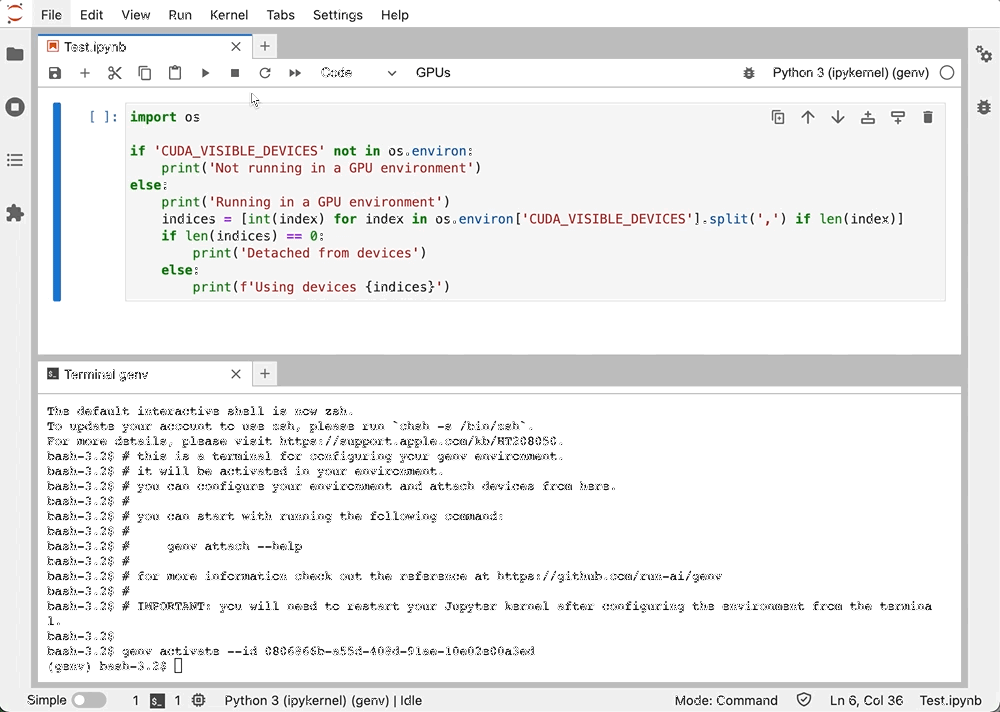 File Edit View Run Kernel Tabs Settings Help
Test.ipynb
Code GPUs Python 3 (ipykernel) (genv)
[ ]: import os
if 'CUDA_VISIBLE_DEVICES' not in os.environ:
print('Not running in a GPU environment')
else:
print('Running in a GPU environment')
indices = [int(index) for index in os.environ['CUDA_VISIBLE_DEVICES'].split(',') if len(index)]
if len(indices) == 0:
print('Detached from devices')
else:
print(f'Using devices {indices}')
Terminal genv
The default interactive shell is now zsh.
To update your account to use zsh, please run `chsh -s /bin/zsh`.
For more details, please visit https://support.apple.com/kb/HT208050.
bash-3.2$ # this is a terminal for configuring your genv environment.
bash-3.2$ # it will be activated in your environment.
bash-3.2$ # you can configure your environment and attach devices from here.
bash-3.2$ #
bash-3.2$ # you can start with running the following command:
bash-3.2$ #
bash-3.2$ # genv attach --help
bash-3.2$ #
bash-3.2$ # for more information check out the reference at https://github.com/run-ai/genv
bash-3.2$ #
bash-3.2$ # IMPORTANT: you will need to restart your Jupyter kernel after configuring the environment from the termina
l.
bash-3.2$
bash-3.2$ genv activate --id
(genv) bash-3.2$
Simple 1 1 Python 3 (ipykernel) (genv) | Idle Mode: Command Ln 6, Col 36 Test.ipynb